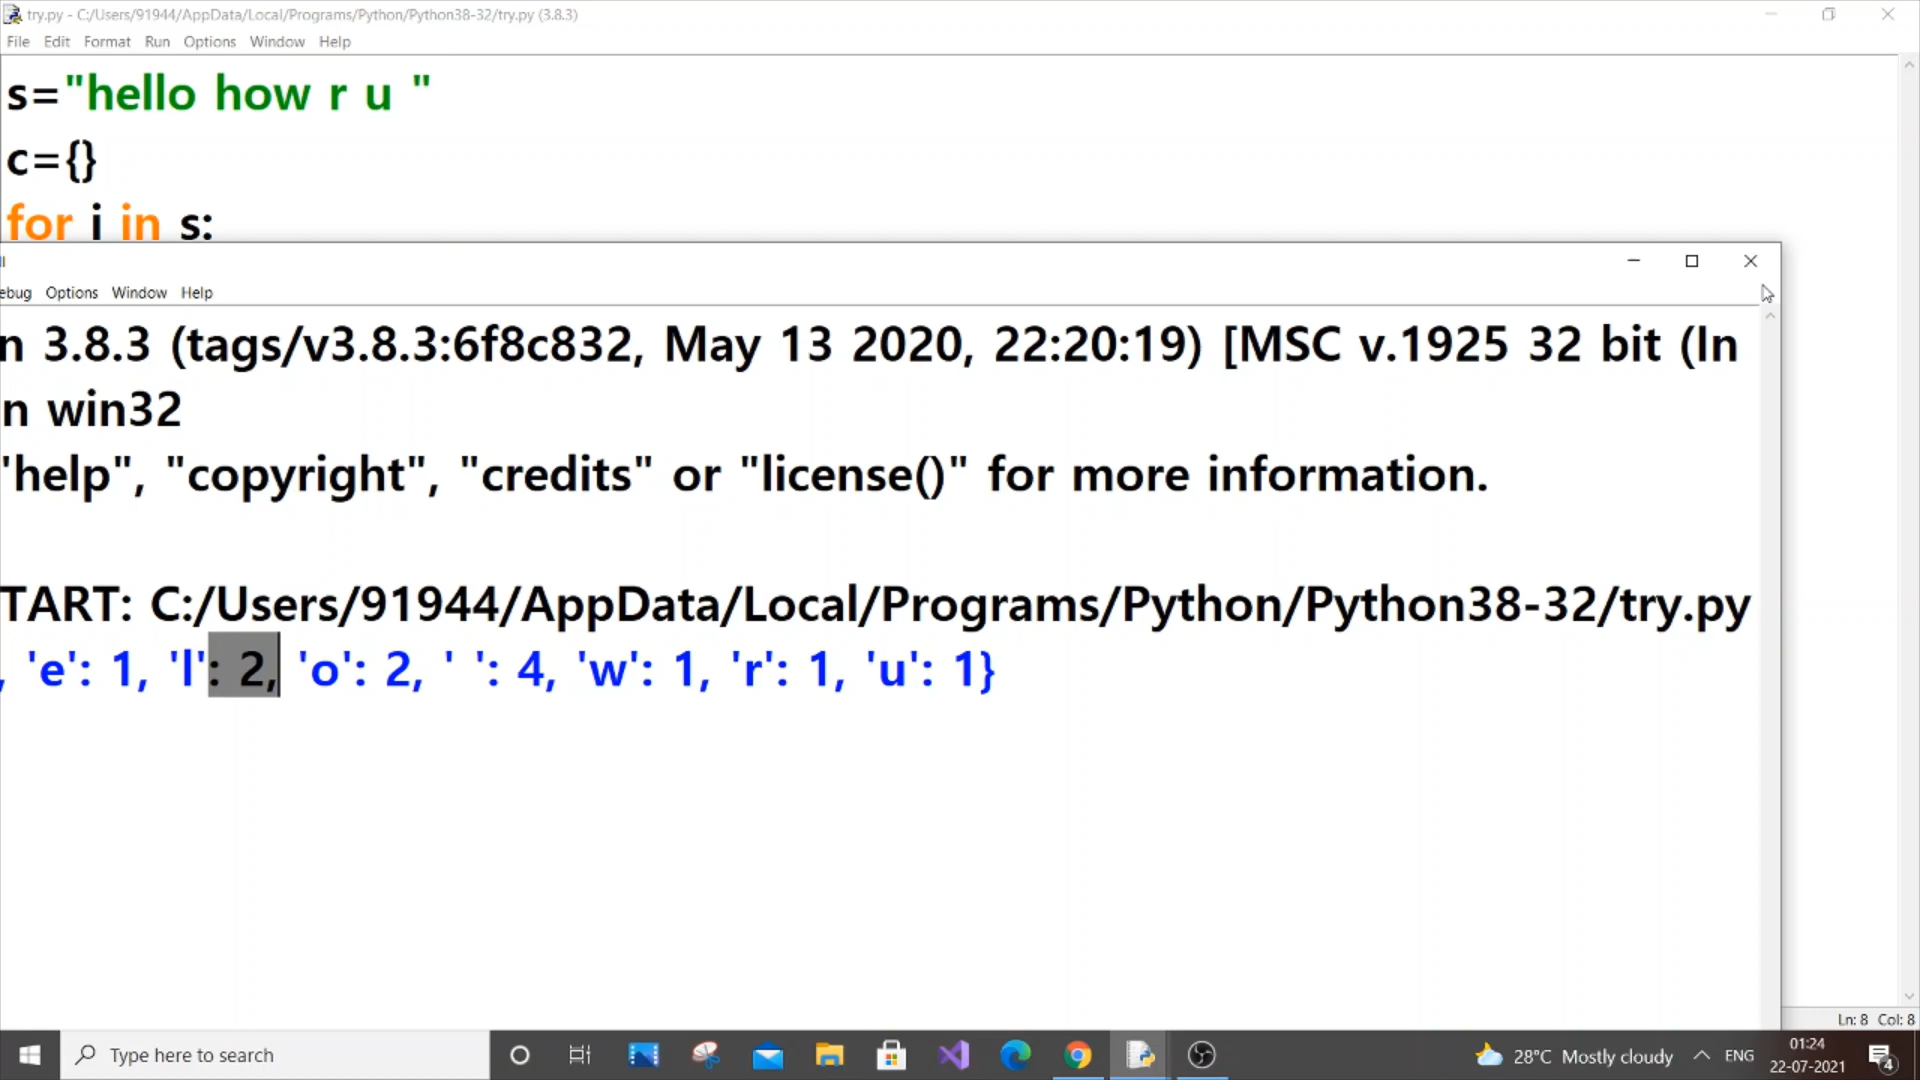 try.py - C:/Users/91944/AppData/Local/Programs/Python/Python38-32/try.py (3.8.3)
File Edit Format Run Options Window Help
s="hello how r u "
c={}
for i in s:
ebug Options Window Help
n 3.8.3 (tags/v3.8.3:6f8c832, May 13 2020, 22:20:19) [MSC v.1925 32 bit (In
n win32
"help", "copyright", "credits" or "license()" for more information.
TART: C:/Users/91944/AppData/Local/Programs/Python/Python38-32/try.py
, 'e': 1, 'l': 2, 'o': 2, ' ': 4, 'w': 1, 'r': 1, 'u': 1}
Ln: 8 Col: 8
Type here to search
28°C Mostly cloudy
ENG
01:24
22-07-2021
4